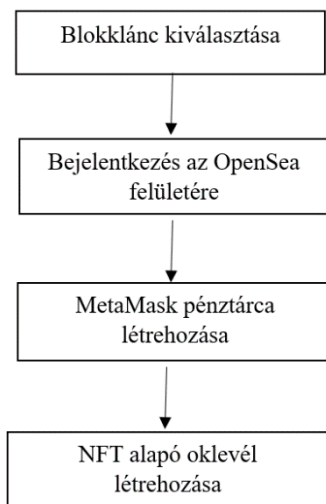 Blokklánc kiválasztása
Bejelentkezés az OpenSea
felületére
MetaMask pénztárca
létrehozása
NFT alapó oklevél
létrehozása